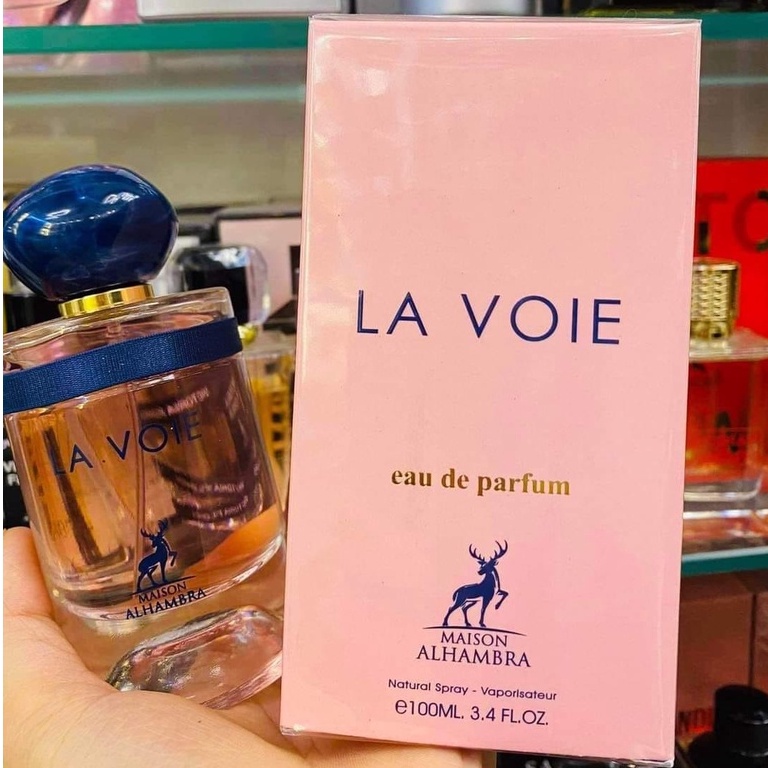 LA VOIE
eau de parfum
MAISON
ALHAMBRA
Natural Spray - Vaporisateur
e100ML. 3.4 FL.OZ.
LA VOIE
MAISON
ALHAMBRA